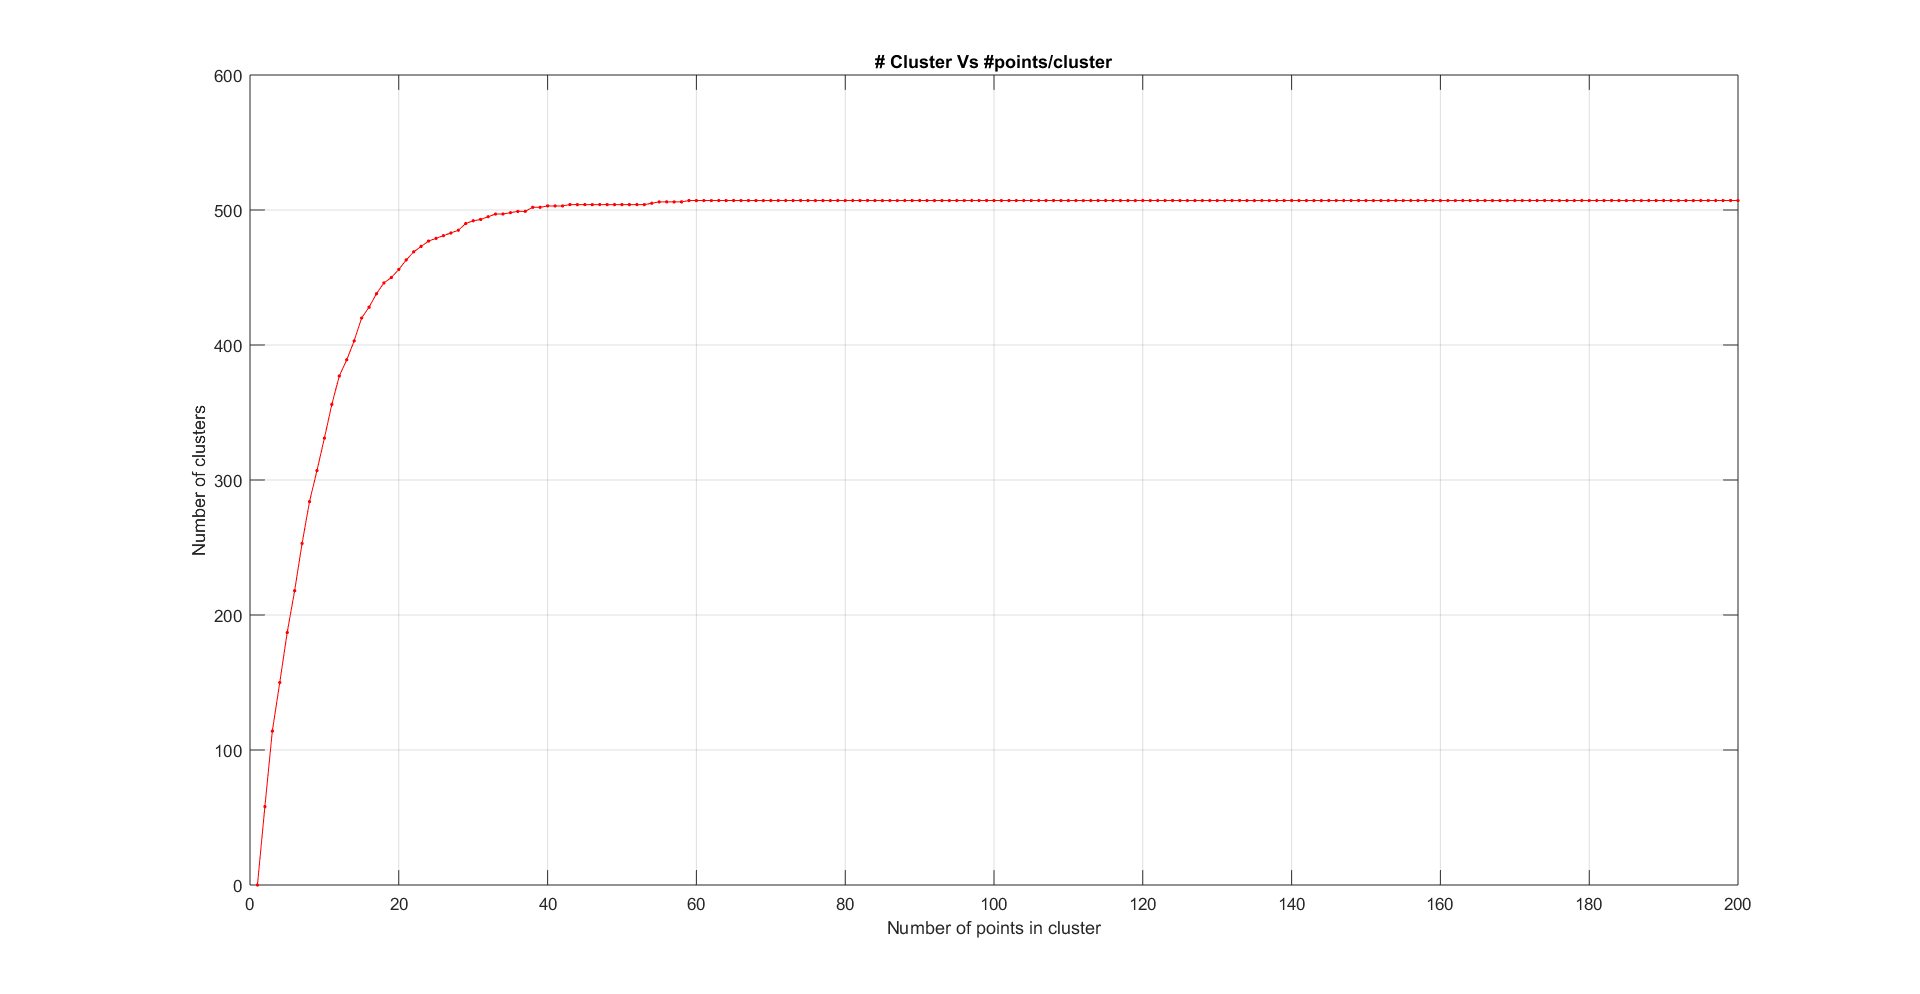 # Cluster Vs #points/cluster
600
500
400
300
200
100
0
Number of clusters
0 20 40 60 80 100 120 140 160 180 200
Number of points in cluster